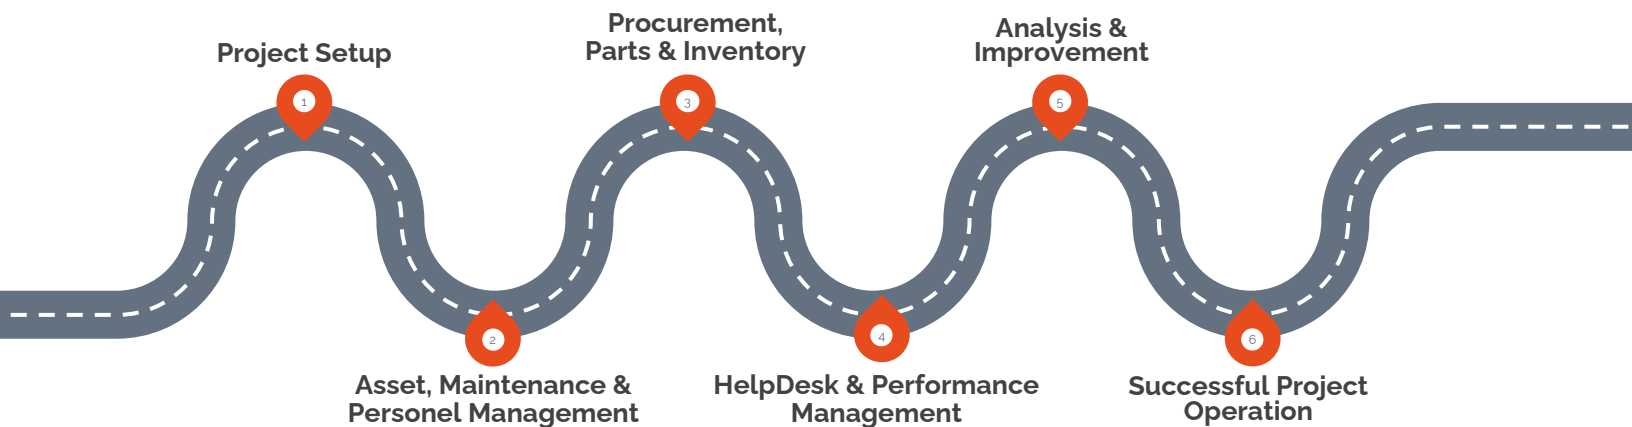 Project Setup
1
Asset, Maintenance &
Personel Management
2
Procurement,
Parts & Inventory
3
HelpDesk & Performance
Management
4
Analysis &
Improvement
5
Successful Project
Operation
6